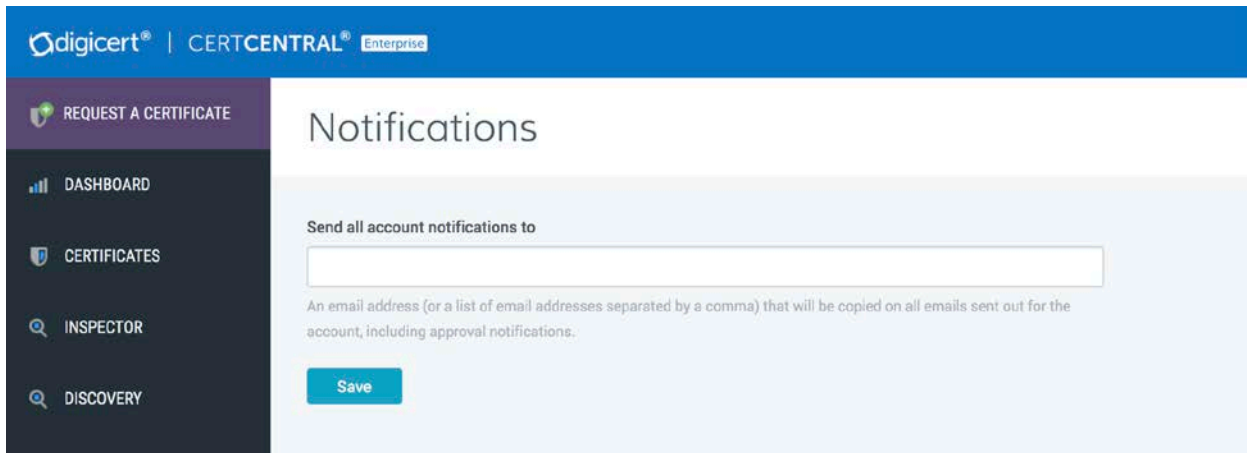 digicert® | CERTCENTRAL® Enterprise
REQUEST A CERTIFICATE
DASHBOARD
CERTIFICATES
INSPECTOR
DISCOVERY
Notifications
Send all account notifications to
An email address (or a list of email addresses separated by a comma) that will be copied on all emails sent out for the
account, including approval notifications.
Save